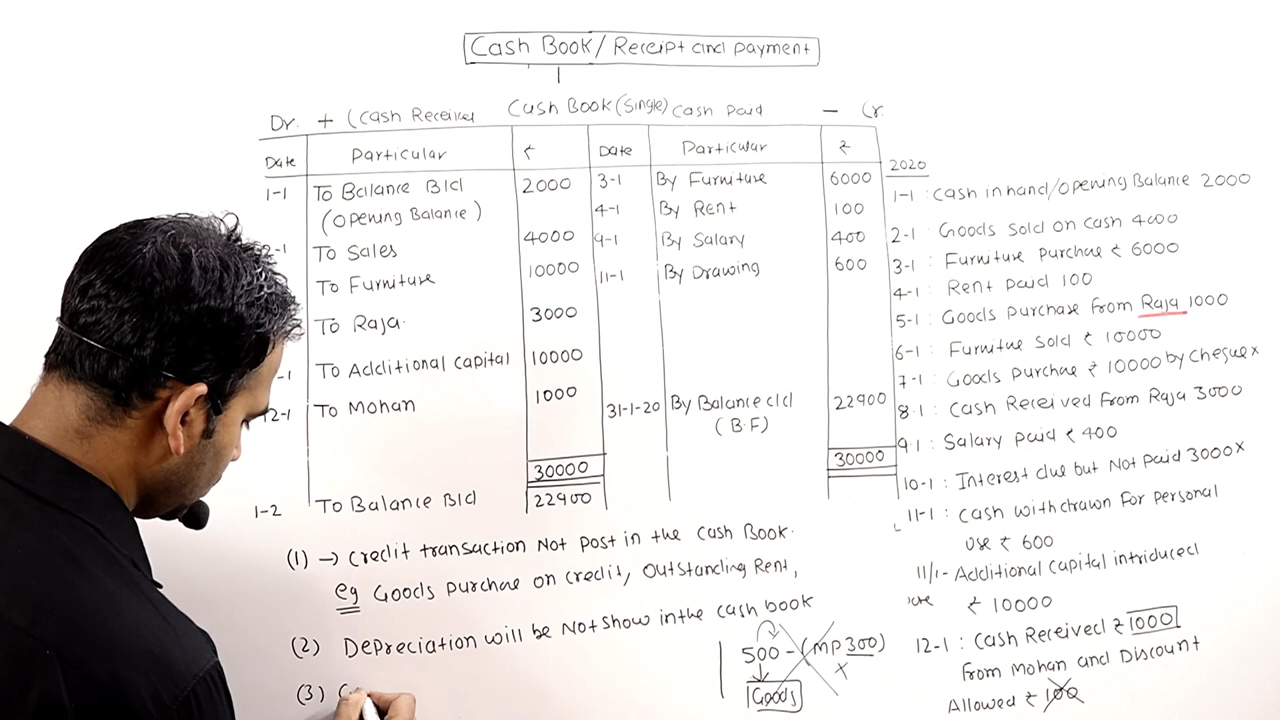 Cash Book/Receipt and payment
Dr. + (Cash Received Cash Book (Single) Cash Paid - Cr.
Date Particular ₹ Date Particular ₹
1-1 To Balance B/d 2000 3-1 By Furniture 6000
(Opening Balance) 4-1 By Rent 100
2-1 To Sales 4000 9-1 By Salary 400
To Furniture 10000 11-1 By Drawing 600
To Raja 3000
-1 To Additional Capital 10000
12-1 To Mohan 1000 31-1-20 By Balance c/d 22900
(B.F)
30000 30000
1-2 To Balance B/d 22900
(1) → Credit transaction Not Post in the Cash Book.
eg Goods Purchae on credit, Outstanding Rent,
(2) Depreciation will be Not Show in the cash book
500 - (MP 300)
Goods x
(3)
2020
1-1: Cash in hand/Opening Balance 2000
2-1: Goods Sold on Cash 4000
3-1: Furniture Purchae ₹ 6000
4-1: Rent Paid 100
5-1: Goods Purchase from Raja 1000
6-1: Furnitue Sold ₹ 10000
7-1: Goods Purchae ₹ 10000 by Cheque x
8-1: Cash Received From Raja 3000
9-1: Salary Paid ₹ 400
10-1: Interest due but Not Paid 3000 x
11-1: Cash withdrawn For Personal
Use ₹ 600
11/1- Additional Capital intriduced
₹ 10000
12-1: Cash Received ₹ 1000
from Mohan and Discount
Allowed ₹ 100